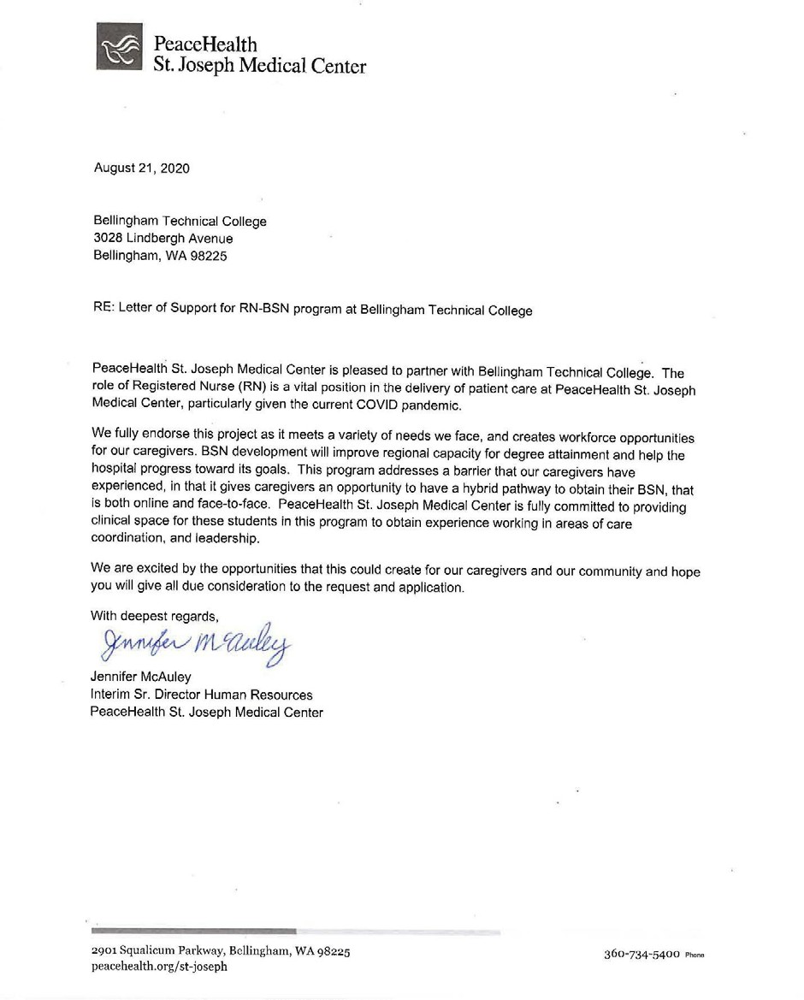 PeaceHealth
St. Joseph Medical Center
August 21, 2020
Bellingham Technical College
3028 Lindbergh Avenue
Bellingham, WA 98225
RE: Letter of Support for RN-BSN program at Bellingham Technical College
PeaceHealth St. Joseph Medical Center is pleased to partner with Bellingham Technical College.  The
role of Registered Nurse (RN) is a vital position in the delivery of patient care at PeaceHealth St. Joseph
Medical Center, particularly given the current COVID pandemic.
We fully endorse this project as it meets a variety of needs we face, and creates workforce opportunities
for our caregivers. BSN development will improve regional capacity for degree attainment and help the
hospital progress toward its goals.  This program addresses a barrier that our caregivers have
experienced, in that it gives caregivers an opportunity to have a hybrid pathway to obtain their BSN, that
is both online and face-to-face.  PeaceHealth St. Joseph Medical Center is fully committed to providing
clinical space for these students in this program to obtain experience working in areas of care
coordination, and leadership.
We are excited by the opportunities that this could create for our caregivers and our community and hope
you will give all due consideration to the request and application.
With deepest regards,
Jennifer McAuley
Jennifer McAuley
Interim Sr. Director Human Resources
PeaceHealth St. Joseph Medical Center
2901 Squalicum Parkway, Bellingham, WA 98225
peacehealth.org/st-joseph
360-734-5400 Phone